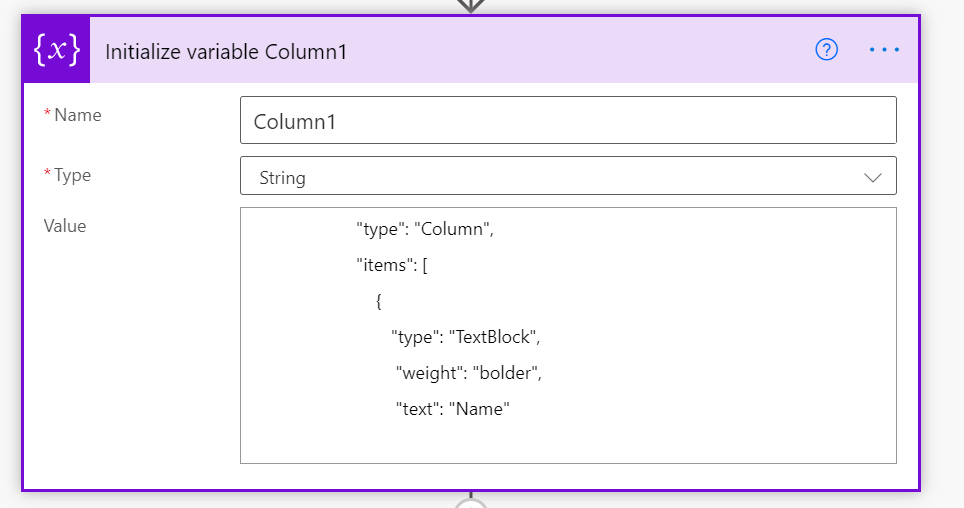 {x} Initialize variable Column1 ? ...
* Name Column1
* Type String
Value "type": "Column",
"items": [
{
"type": "TextBlock",
"weight": "bolder",
"text": "Name"